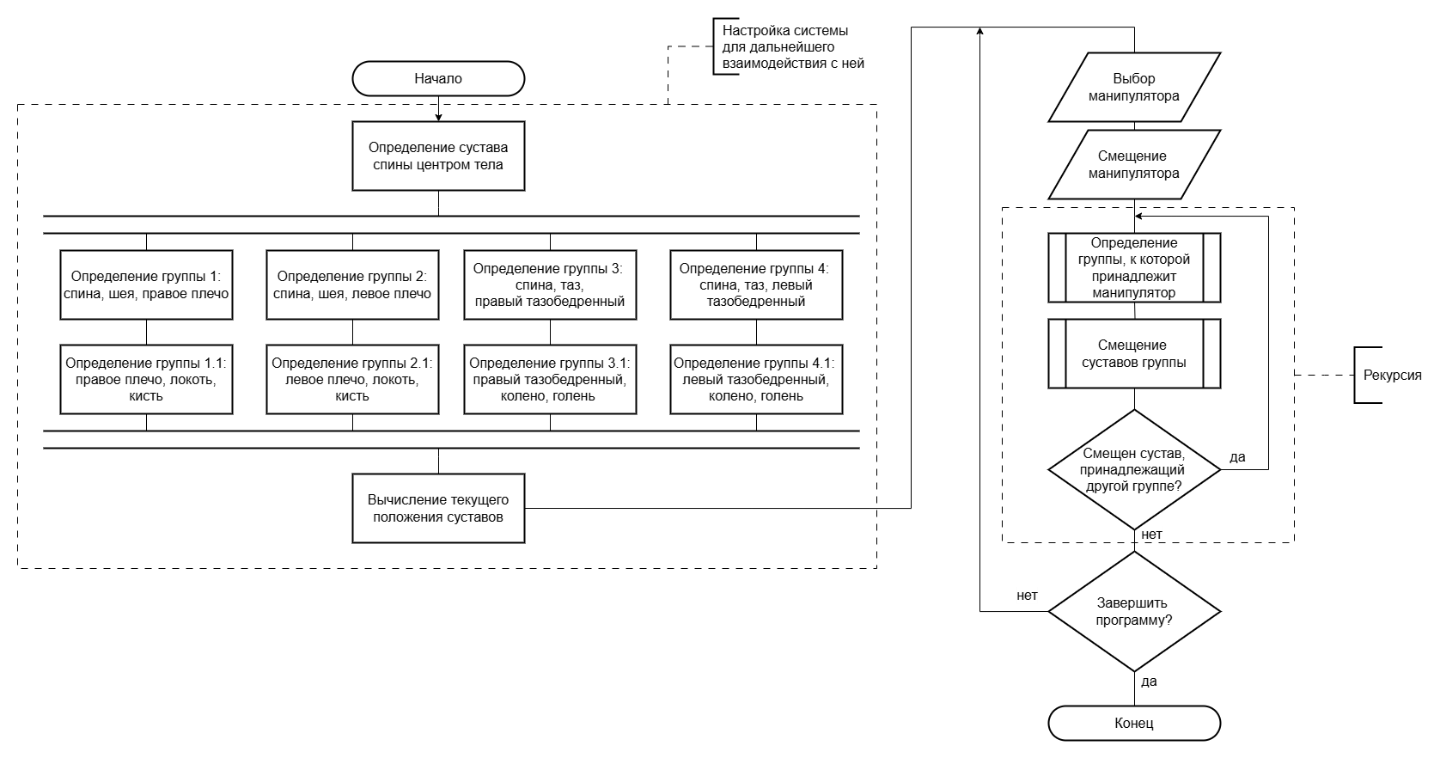 Настройка системы
для дальнейшего
взаимодействия с ней
Начало
Определение сустава
спины центром тела
Определение группы 1:
спина, шея, правое плечо
Определение группы 2:
спина, шея, левое плечо
Определение группы 3:
спина, таз,
правый тазобедренный
Определение группы 4:
спина, таз, левый
тазобедренный
Определение группы 1.1:
правое плечо, локоть,
кисть
Определение группы 2.1:
левое плечо, локоть,
кисть
Определение группы 3.1:
правый тазобедренный,
колено, голень
Определение группы 4.1:
левый тазобедренный,
колено, голень
Вычисление текущего
положения суставов
Выбор
манипулятора
Смещение
манипулятора
Определение
группы, к которой
принадлежит
манипулятор
Смещение
суставов группы
Рекурсия
Смещен сустав,
принадлежащий
другой группе?
да
нет
Завершить
программу?
нет
да
Конец